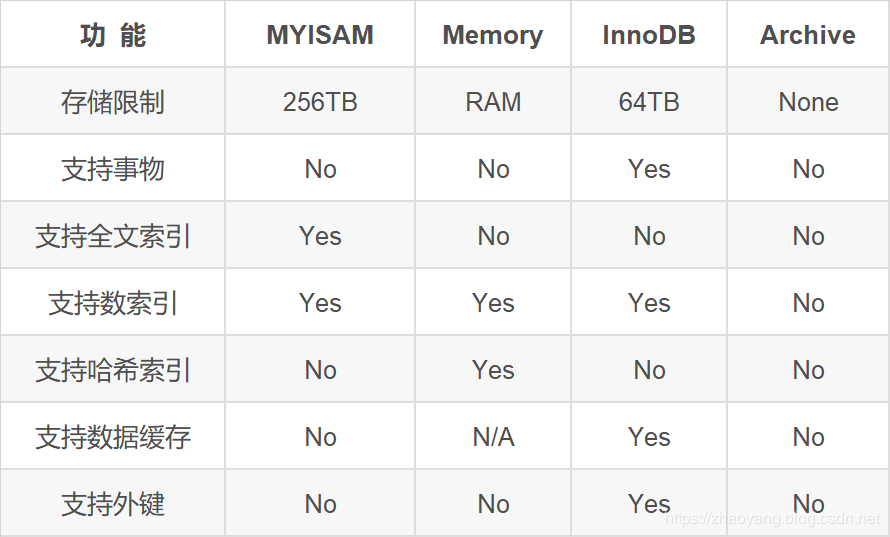 功 能 MYISAM Memory InnoDB Archive
存储限制 256TB RAM 64TB None
支持事物 No No Yes No
支持全文索引 Yes No No No
支持数索引 Yes Yes Yes No
支持哈希索引 No Yes No No
支持数据缓存 No N/A Yes No
支持外键 No No Yes No
https://zhaoyang.blog.csdn.net